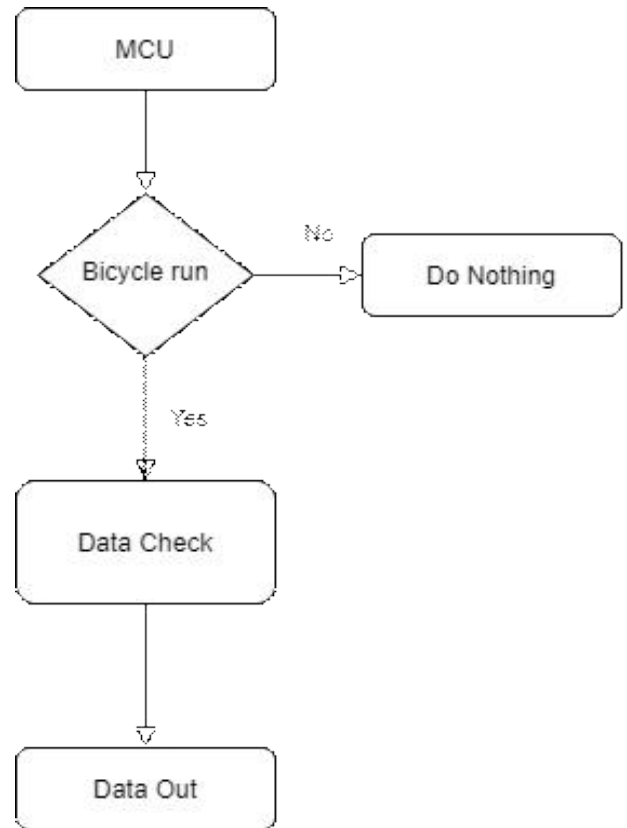 MCU
Bicycle run
No
Do Nothing
Yes
Data Check
Data Out